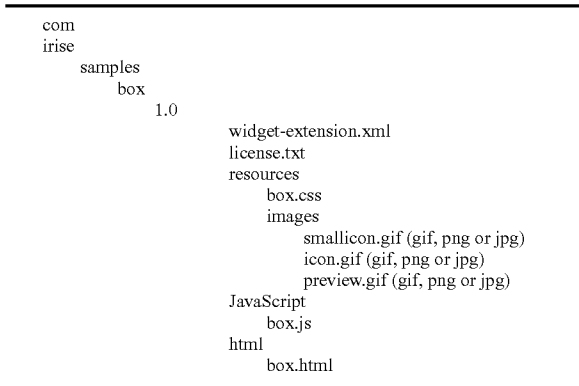 com
irise
samples
box
1.0
widget-extension.xml
license.txt
resources
box.css
images
smallicon.gif (gif, png or jpg)
icon.gif (gif, png or jpg)
preview.gif (gif, png or jpg)
JavaScript
box.js
html
box.html